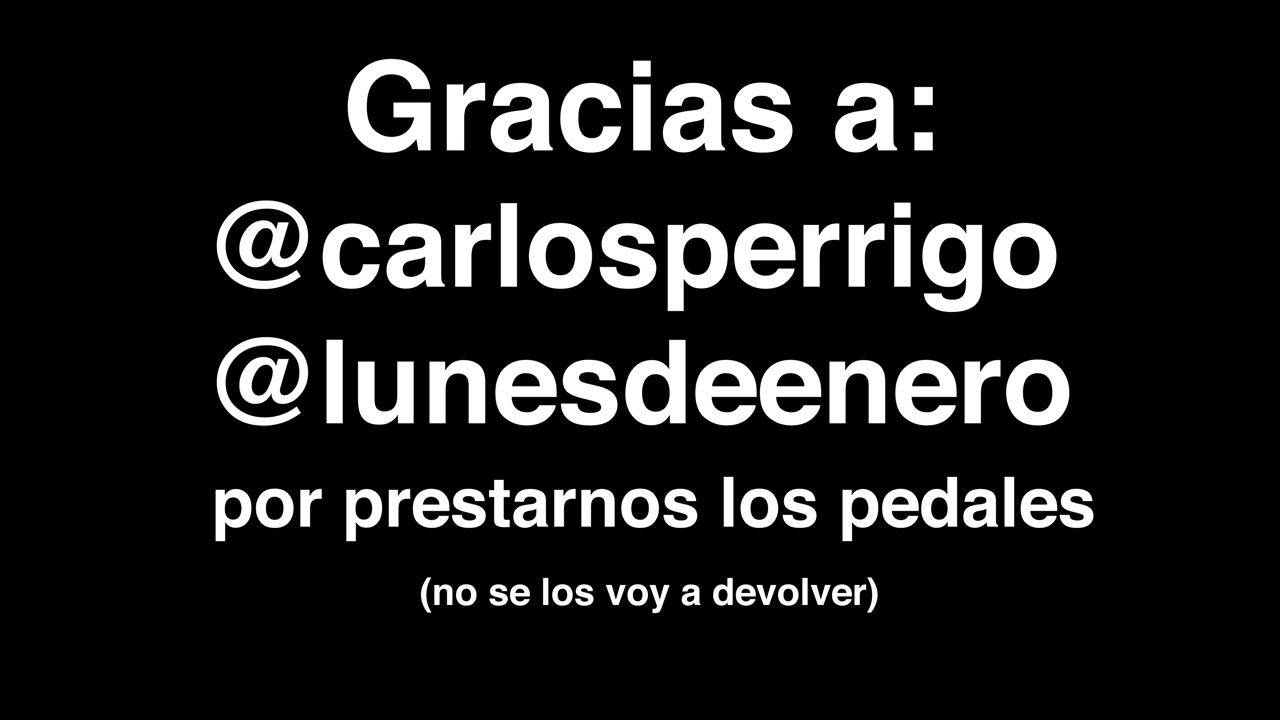 Gracias a:
@carlosperrigo
@lunesdeenero
por prestarnos los pedales
(no se los voy a devolver)